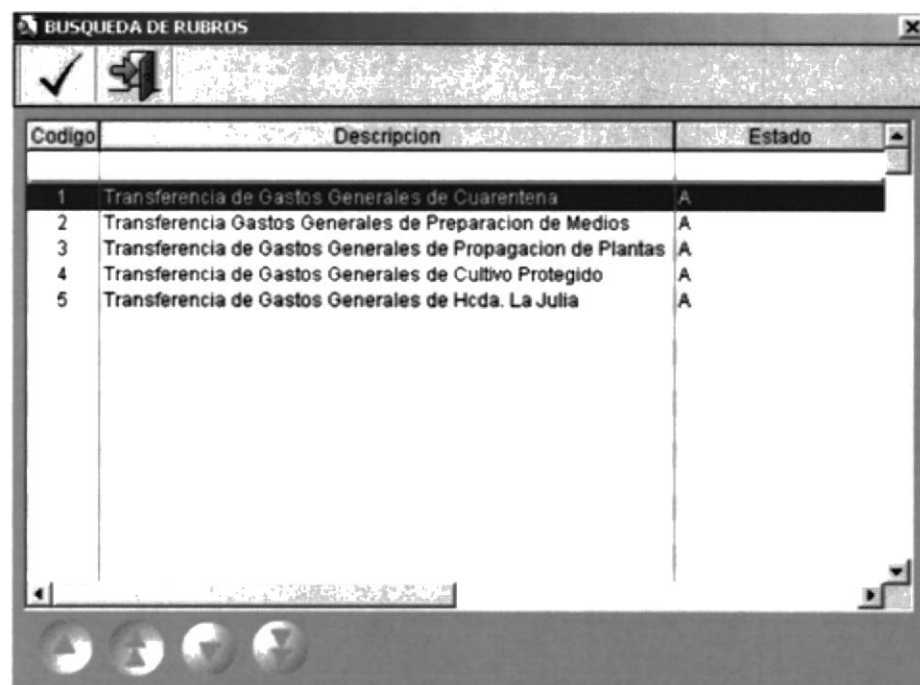 BUSQUEDA DE RUBROS
Codigo Descripcion Estado
1 Transferencia de Gastos Generales de Cuarentena A
2 Transferencia Gastos Generales de Preparacion de Medios A
3 Transferencia de Gastos Generales de Propagacion de Plantas A
4 Transferencia de Gastos Generales de Cultivo Protegido A
5 Transferencia de Gastos Generales de Hcda. La Julia A